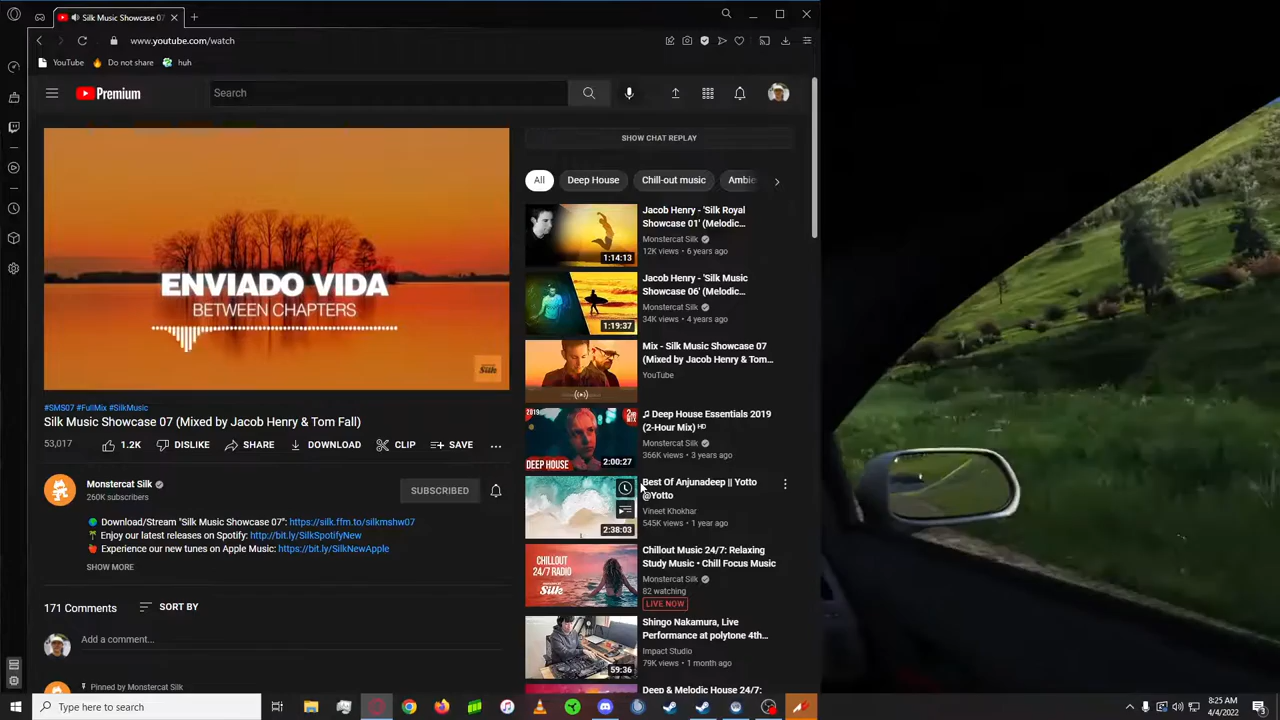 Silk Music Showcase 07
www.youtube.com/watch
YouTube
Do not share
huh
Premium
Search
SHOW CHAT REPLAY
All
Deep House
Chill-out music
Ambie
ENVIADO VIDA
BETWEEN CHAPTERS
Jacob Henry - 'Silk Royal
Showcase 01' (Melodic...
Monstercat Silk
12K views • 6 years ago
1:14:13
Jacob Henry - 'Silk Music
Showcase 06' (Melodic...
Monstercat Silk
34K views • 4 years ago
1:19:37
Mix - Silk Music Showcase 07
(Mixed by Jacob Henry & Tom...
YouTube
♫ Deep House Essentials 2019
(2-Hour Mix) ᴴᴰ
Monstercat Silk
366K views • 3 years ago
2019
DEEP HOUSE
2:00:27
Best Of Anjunadeep || Yotto
@Yotto
Vineet Khokhar
545K views • 1 year ago
2:38:03
Chillout Music 24/7: Relaxing
Study Music • Chill Focus Music
Monstercat Silk
82 watching
LIVE NOW
CHILLOUT
24/7 RADIO
Silk
Shingo Nakamura, Live
Performance at polytone 4th...
Impact Studio
79K views • 1 month ago
59:36
Deep & Melodic House 24/7:
#SMS07 #FullMix #SilkMusic
Silk Music Showcase 07 (Mixed by Jacob Henry & Tom Fall)
53,017
1.2K
DISLIKE
SHARE
DOWNLOAD
CLIP
SAVE
Monstercat Silk
260K subscribers
SUBSCRIBED
Download/Stream "Silk Music Showcase 07": https://silk.ffm.to/silkmshw07
Enjoy our latest releases on Spotify: http://bit.ly/SilkSpotifyNew
Experience our new tunes on Apple Music: https://bit.ly/SilkNewApple
SHOW MORE
171 Comments
SORT BY
Add a comment...
Pinned by Monstercat Silk
Type here to search
8:25 AM
4/4/2022